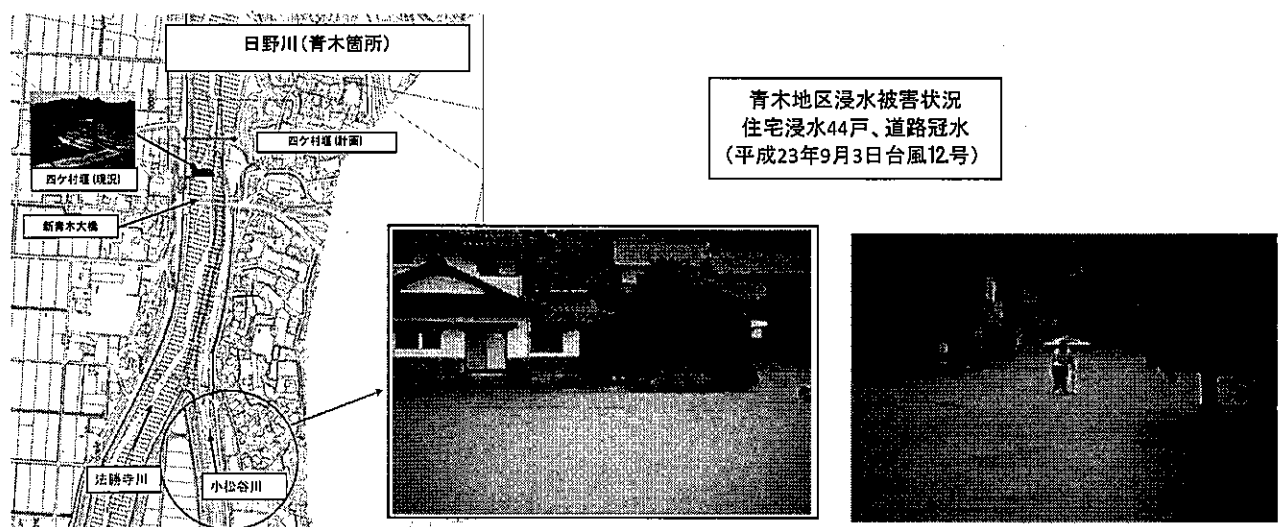 日野川(青木箇所)
四ケ村堰(計画)
四ケ村堰(現況)
新青木大橋
法勝寺川
小松谷川
青木地区浸水被害状況
住宅浸水44戸、道路冠水
(平成23年9月3日台風12号)